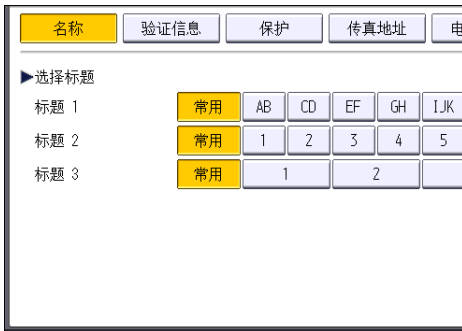 名称 验证信息 保护 传真地址 电
▶选择标题
标题 1 常用 AB CD EF GH IJK
标题 2 常用 1 2 3 4 5
标题 3 常用 1 2